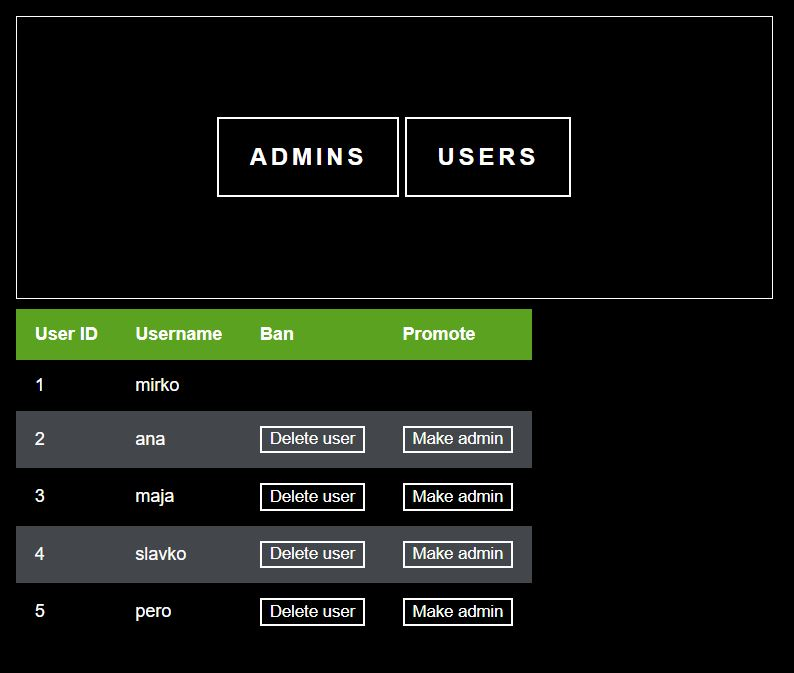 ADMINS USERS
User ID Username Ban Promote
1 mirko
2 ana Delete user Make admin
3 maja Delete user Make admin
4 slavko Delete user Make admin
5 pero Delete user Make admin